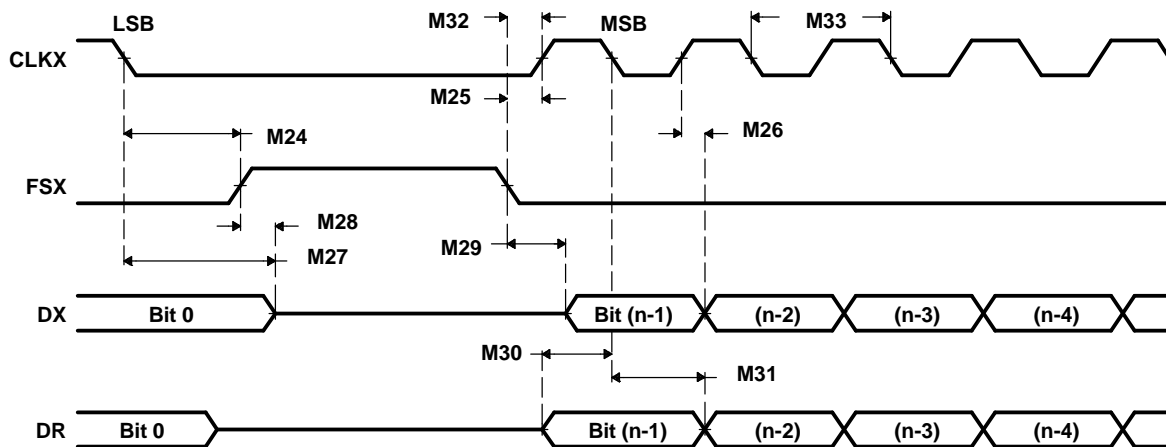 LSB M32 MSB M33
CLKX
M25
M24 M26
FSX
M28
M29
M27
DX Bit 0 Bit (n-1) (n-2) (n-3) (n-4)
M30
M31
DR Bit 0 Bit (n-1) (n-2) (n-3) (n-4)